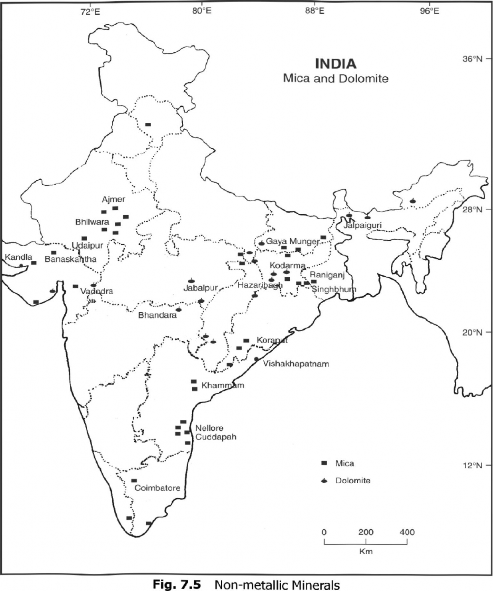 72°E 80°E 88°E 96°E
36°N
INDIA
Mica and Dolomite
28°N
Ajmer
Bhilwara
Udaipur
Kandla
Banaskantha
Vadodra
Jalpaiguri
Gaya Munger
Kodarma
Raniganj
Hazaribagh
Singhbhum
Jabalpur
Bhandara
20°N
Koraput
Vishakhapatnam
Khammam
Nellore
Cuddapah
12°N
Mica
Dolomite
Coimbatore
0 200 400
Km
Fig. 7.5 Non-metallic Minerals